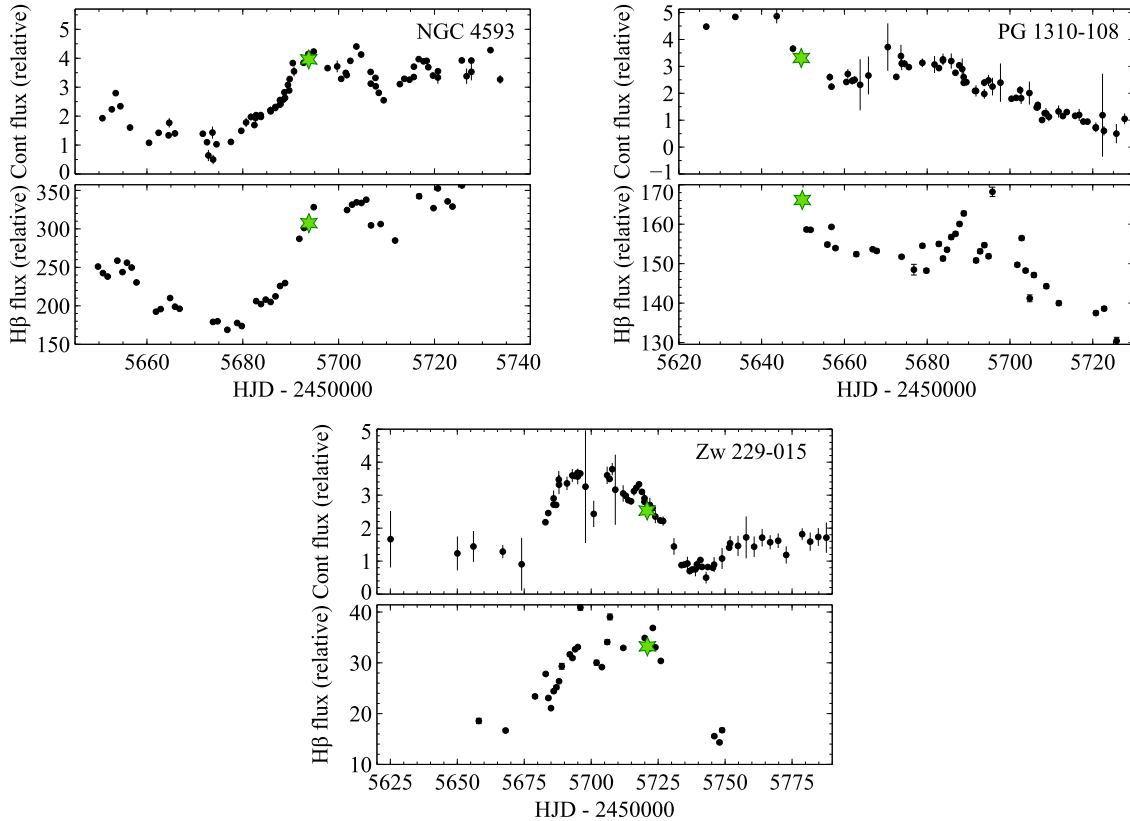 NGC 4593
Cont flux (relative)
5
4
3
2
1
0
Hβ flux (relative)
350
300
250
200
150
5660 5680 5700 5720 5740
HJD - 2450000
PG 1310-108
Cont flux (relative)
5
4
3
2
1
0
−1
Hβ flux (relative)
170
160
150
140
130
5620 5640 5660 5680 5700 5720
HJD - 2450000
Zw 229-015
Cont flux (relative)
5
4
3
2
1
0
Hβ flux (relative)
40
30
20
10
5625 5650 5675 5700 5725 5750 5775
HJD - 2450000